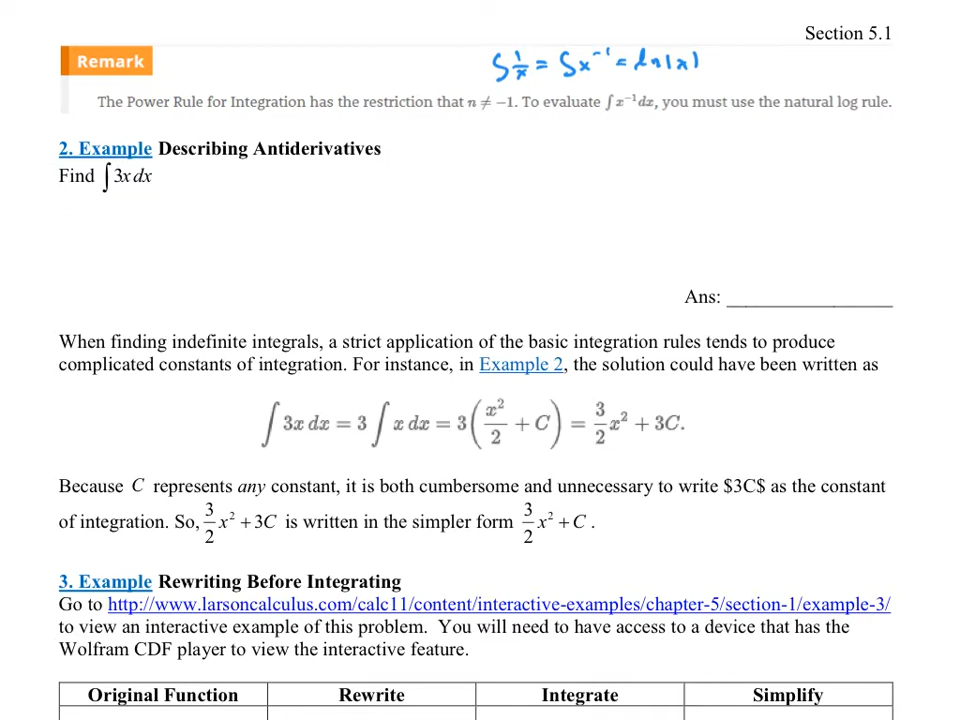 Section 5.1
Remark
∫ 1/x = ∫ x⁻¹ = ln|x|
The Power Rule for Integration has the restriction that n ≠ −1. To evaluate ∫ x⁻¹dx, you must use the natural log rule.
2. Example Describing Antiderivatives
Find ∫ 3x dx
Ans: ________________
When finding indefinite integrals, a strict application of the basic integration rules tends to produce
complicated constants of integration. For instance, in Example 2, the solution could have been written as
∫ 3x dx = 3 ∫ x dx = 3(x²/2 + C) = 3/2 x² + 3C.
Because C represents any constant, it is both cumbersome and unnecessary to write $3C$ as the constant
of integration. So, 3/2 x² + 3C is written in the simpler form 3/2 x² + C .
3. Example Rewriting Before Integrating
Go to http://www.larsoncalculus.com/calc11/content/interactive-examples/chapter-5/section-1/example-3/
to view an interactive example of this problem. You will need to have access to a device that has the
Wolfram CDF player to view the interactive feature.
Original Function Rewrite Integrate Simplify